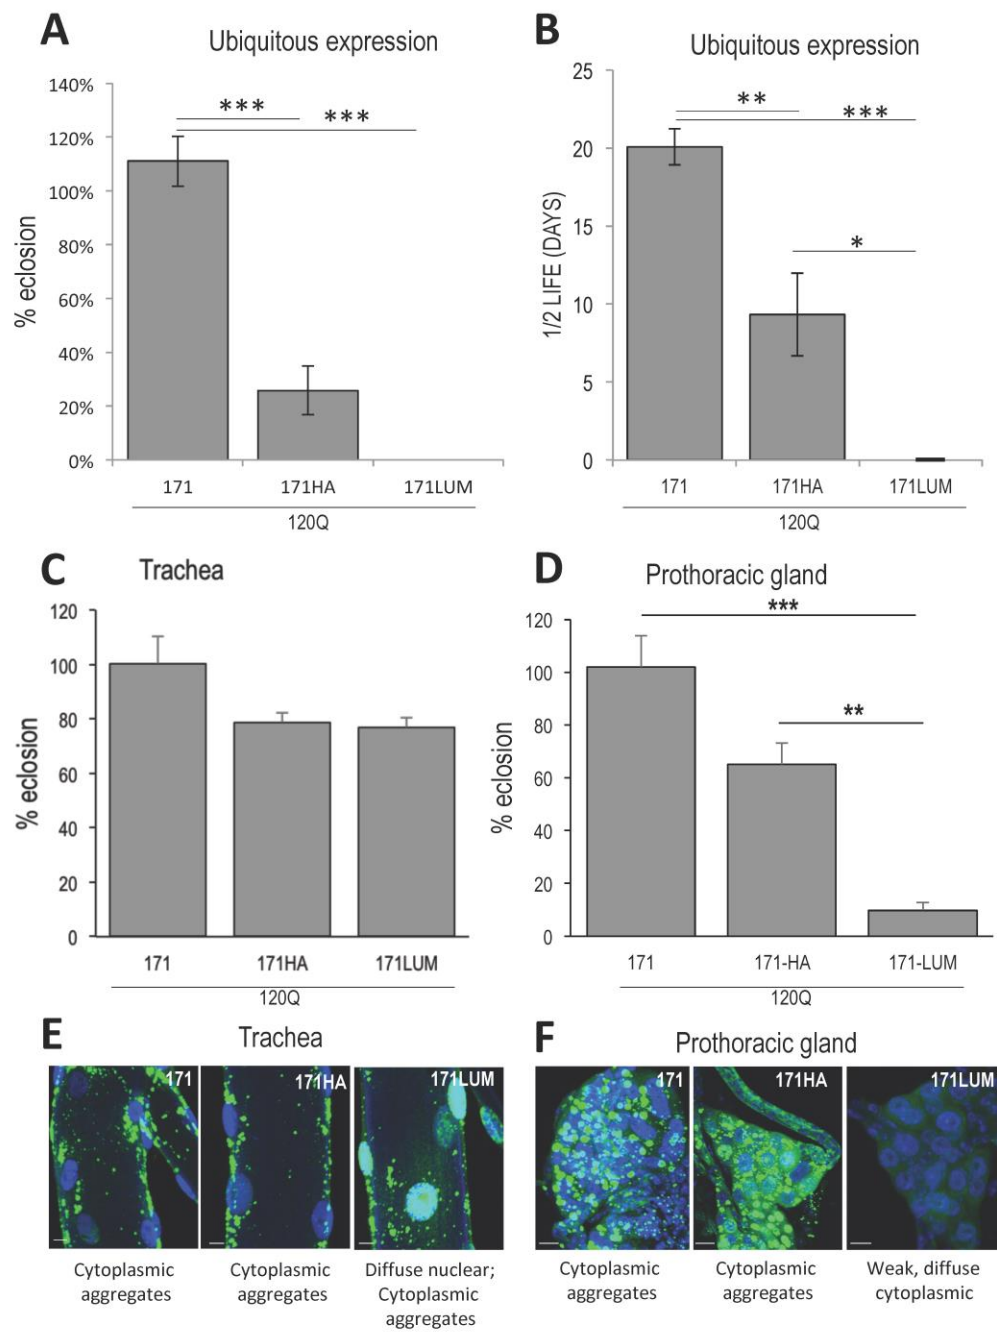 A
Ubiquitous expression
% eclosion
140%
120%
100%
80%
60%
40%
20%
0%
***
***
171
171HA
171LUM
120Q
B
Ubiquitous expression
1/2 LIFE (DAYS)
25
20
15
10
5
0
**
***
*
171
171HA
171LUM
120Q
C
Trachea
% eclosion
120
100
80
60
40
20
0
171
171HA
171LUM
120Q
D
Prothoracic gland
% eclosion
120
100
80
60
40
20
0
***
**
171
171-HA
171-LUM
120Q
E
Trachea
171
171HA
171LUM
Cytoplasmic
aggregates
Cytoplasmic
aggregates
Diffuse nuclear;
Cytoplasmic
aggregates
F
Prothoracic gland
171
171HA
171LUM
Cytoplasmic
aggregates
Cytoplasmic
aggregates
Weak, diffuse
cytoplasmic